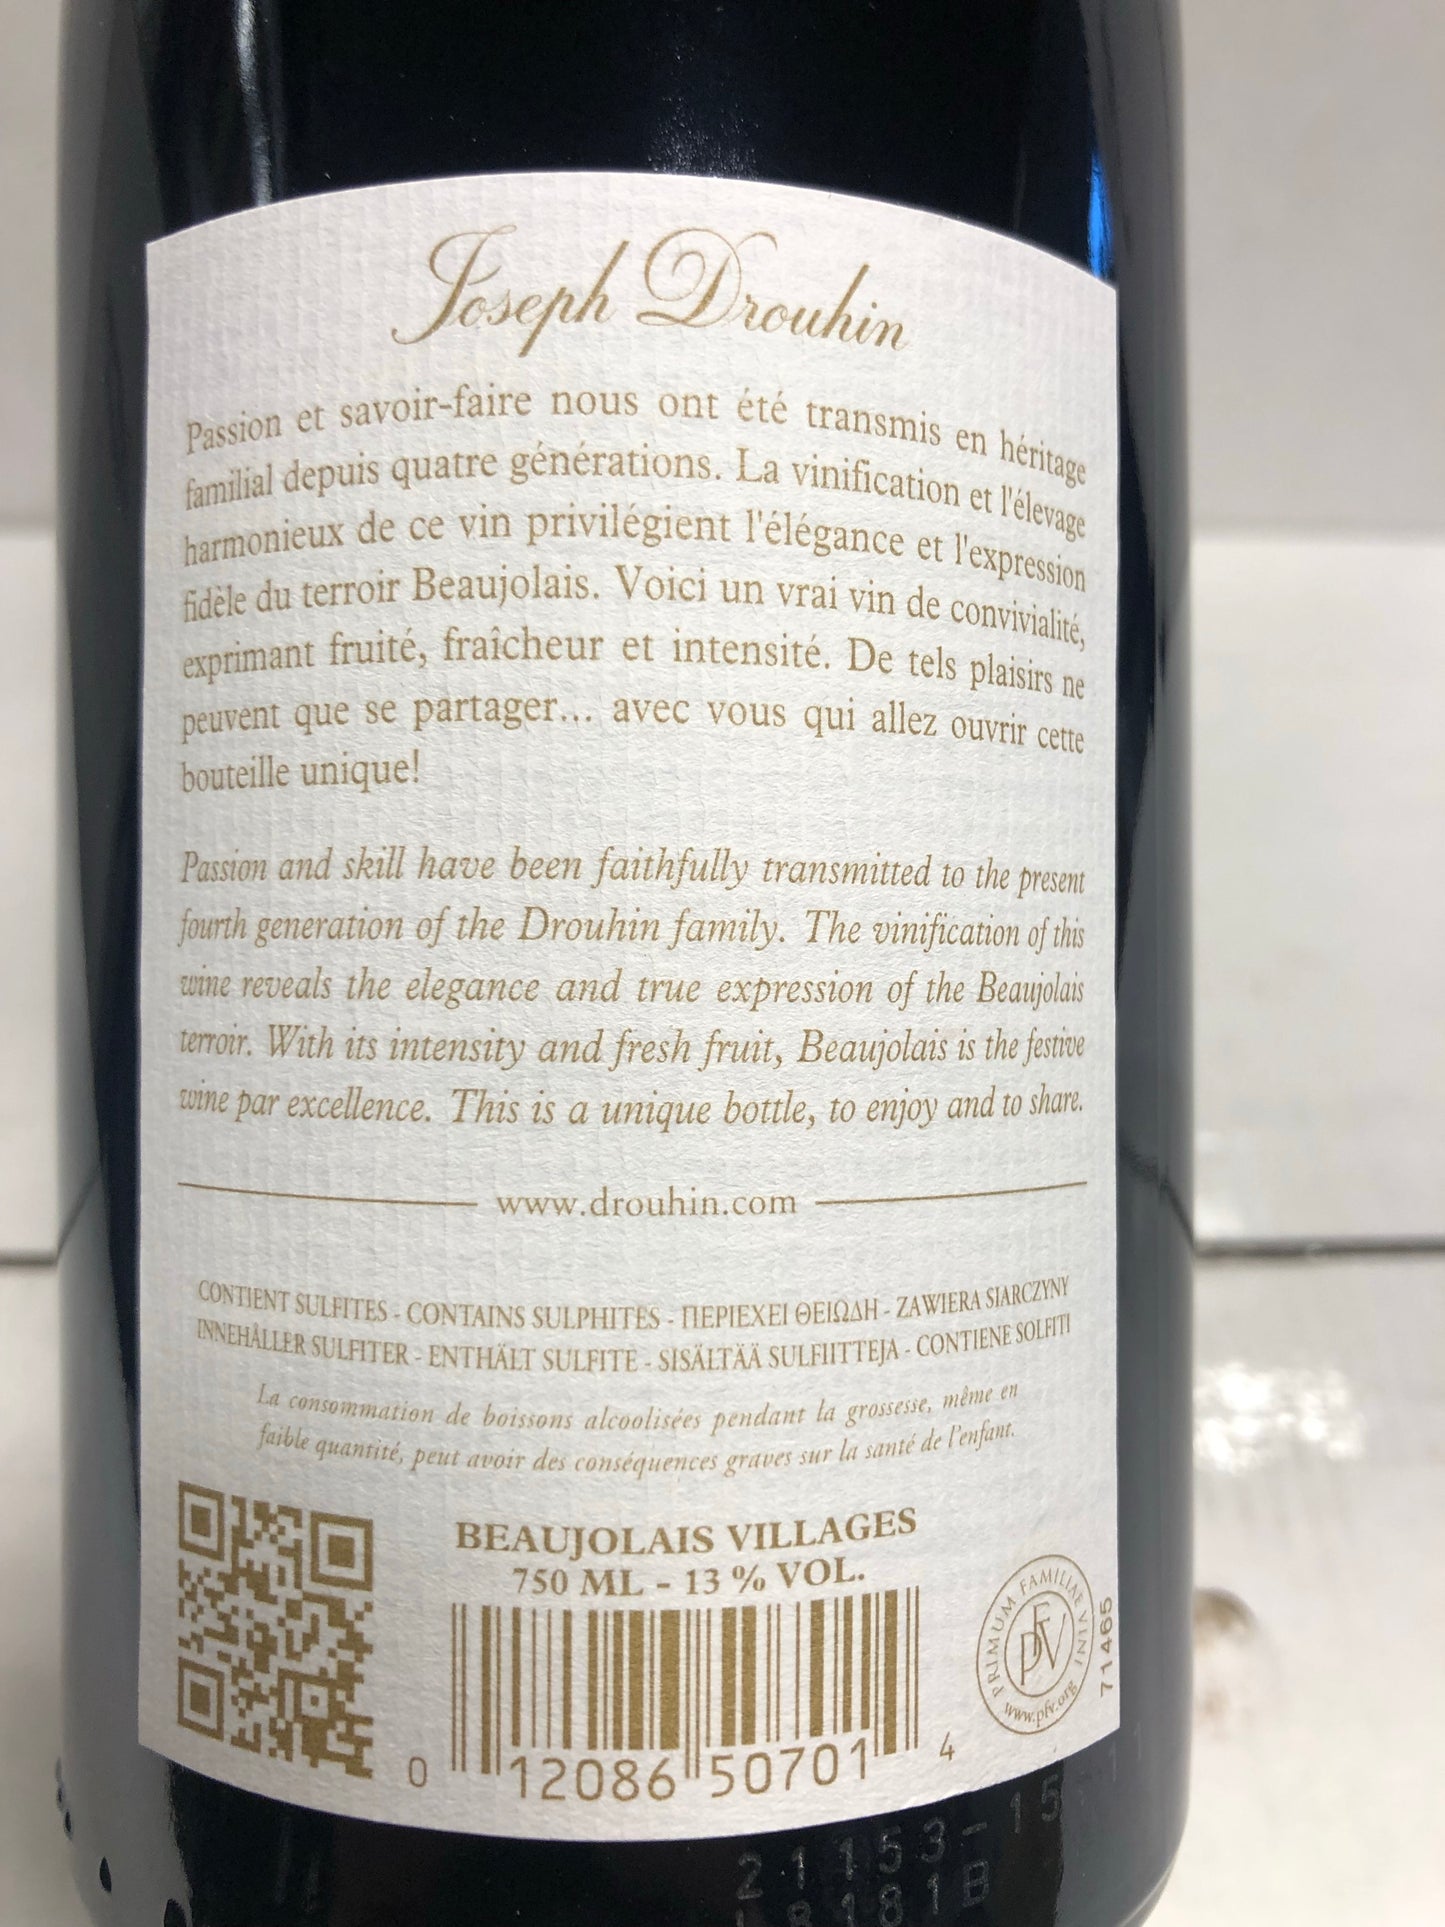 Joseph Drouhin
Passion et savoir-faire nous ont été transmis en héritage
familial depuis quatre générations. La vinification et l'élevage
harmonieux de ce vin privilégient l'élégance et l'expression
fidèle du terroir Beaujolais. Voici un vrai vin de convivialité,
exprimant fruité, fraîcheur et intensité. De tels plaisirs ne
peuvent que se partager... avec vous qui allez ouvrir cette
bouteille unique!
Passion and skill have been faithfully transmitted to the present
fourth generation of the Drouhin family. The vinification of this
wine reveals the elegance and true expression of the Beaujolais
terroir. With its intensity and fresh fruit, Beaujolais is the festive
wine par excellence. This is a unique bottle, to enjoy and to share.
www.drouhin.com
CONTIENT SULFITES - CONTAINS SULPHITES - ΠΕΡΙΕΧΕΙ ΘΕΙΩΔΗ - ZAWIERA SIARCZYNY
INNEHÅLLER SULFITER - ENTHÄLT SULFITE - SISÄLTÄÄ SULFIITTEJA - CONTIENE SOLFITI
La consommation de boissons alcoolisées pendant la grossesse, même en
faible quantité, peut avoir des conséquences graves sur la santé de l'enfant.
BEAUJOLAIS VILLAGES
750 ML - 13 % VOL.
PRIMUM FAMILIAE VINI
PFV
www.pfv.org
71465
0 12086 50701 4
21153-15
8181B